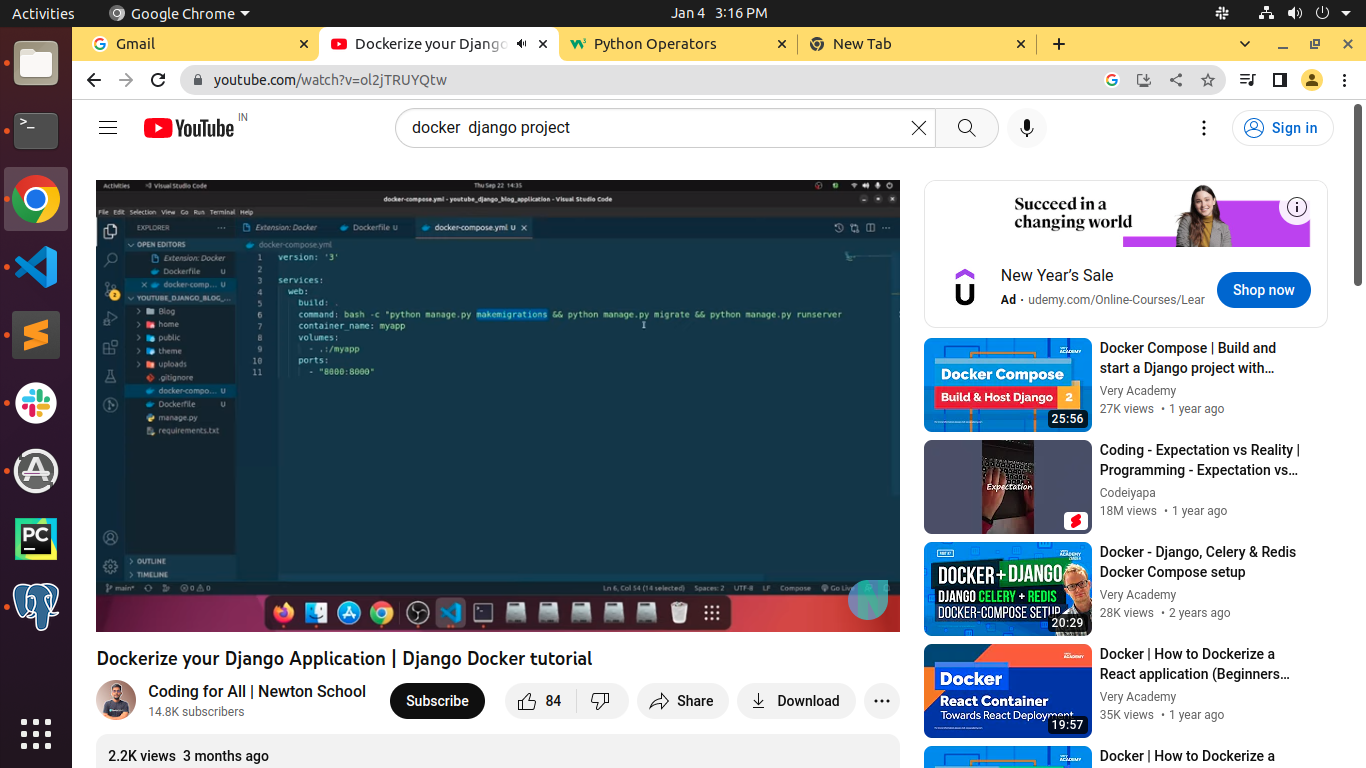 Activities
Google Chrome
Jan 4 3:16 PM
Gmail
Dockerize your Django
Python Operators
New Tab
youtube.com/watch?v=ol2jTRUYQtw
YouTube IN
docker  django project
Sign in
Activities
Visual Studio Code
Thu Sep 22 14:35
docker-compose.yml - youtube_django_blog_application - Visual Studio Code
File Edit Selection View Go Run Terminal Help
EXPLORER
Extension: Docker
Dockerfile U
docker-compose.yml U
OPEN EDITORS
Extension: Docker
Dockerfile U
docker-comp... U
YOUTUBE_DJANGO_BLOG_...
Blog
home
public
theme
uploads
.gitignore
docker-compo... U
Dockerfile U
manage.py
requirements.txt
OUTLINE
TIMELINE
docker-compose.yml
1 version: '3'
2
3 services:
4 web:
5 build: .
6 command: bash -c "python manage.py makemigrations && python manage.py migrate && python manage.py runserver
7 container_name: myapp
8 volumes:
9 - .:/myapp
10 ports:
11 - "8000:8000"
main*
0 0
Ln 6, Col 54 (14 selected) Spaces: 2 UTF-8 LF Compose Go Live
Dockerize your Django Application | Django Docker tutorial
Coding for All | Newton School
14.8K subscribers
Subscribe
84
Share
Download
2.2K views 3 months ago
Succeed in a
changing world
New Year's Sale
Ad · udemy.com/Online-Courses/Lear
Shop now
VERY ACADEMY
Docker Compose
Build & Host Django 2
25:56
Docker Compose | Build and
start a Django project with…
Very Academy
27K views • 1 year ago
Expectation
Coding - Expectation vs Reality |
Programming - Expectation vs…
Codeiyapa
18M views • 1 year ago
DOCKER+DJANGO
DJANGO CELERY + REDIS
DOCKER-COMPOSE SETUP
20:29
Docker - Django, Celery & Redis
Docker Compose setup
Very Academy
28K views • 2 years ago
Docker
React Container
Towards React Deployment
19:57
Docker | How to Dockerize a
React application (Beginners…
Very Academy
35K views • 1 year ago
Docker | How to Dockerize a
PC